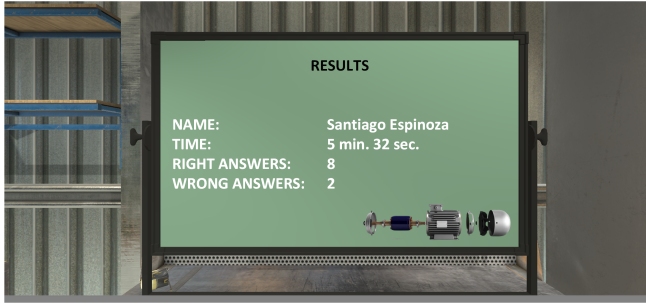 RESULTS
NAME: Santiago Espinoza
TIME: 5 min. 32 sec.
RIGHT ANSWERS: 8
WRONG ANSWERS: 2